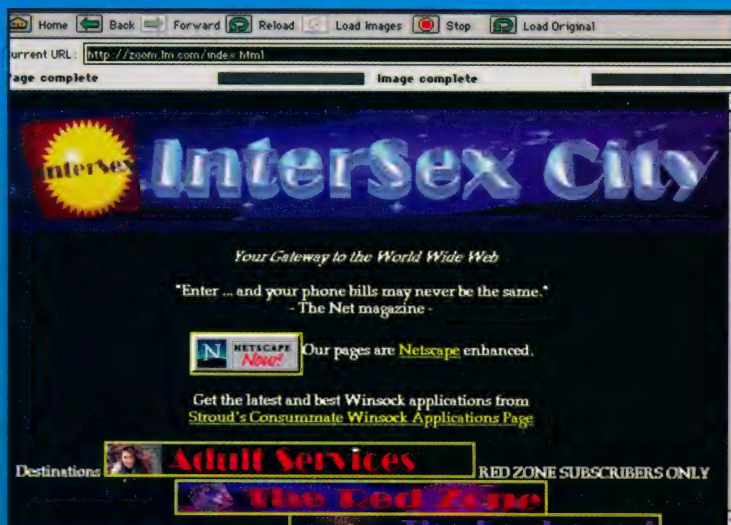 Home Back Forward Reload Load Images Stop Load Original
urrent URL: http://zoom.lm.com/index.html
age complete Image complete
InterSex InterSex City
Your Gateway to the World Wide Web
"Enter ... and your phone bills may never be the same."
- The Net magazine -
N NETSCAPE Now! Our pages are Netscape enhanced.
Get the latest and best Winsock applications from
Stroud's Consummate Winsock Applications Page
Destinations Adult Services RED ZONE SUBSCRIBERS ONLY
The Red Zone